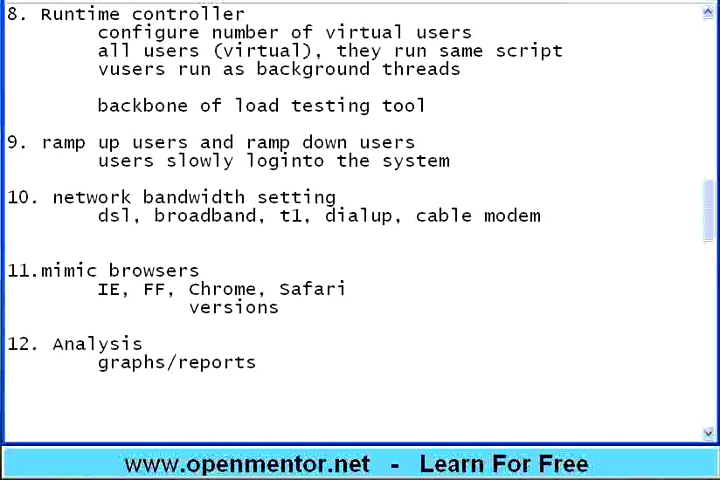 8. Runtime controller
configure number of virtual users
all users (virtual), they run same script
vusers run as background threads
backbone of load testing tool
9. ramp up users and ramp down users
users slowly loginto the system
10. network bandwidth setting
dsl, broadband, t1, dialup, cable modem
11.mimic browsers
IE, FF, Chrome, Safari
versions
12. Analysis
graphs/reports
www.openmentor.net - Learn For Free